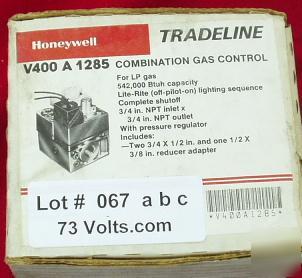 Honeywell
TRADELINE
V400 A 1285 COMBINATION GAS CONTROL
For LP gas
542,000 Btuh capacity
Lite-Rite (off-pilot-on) lighting sequence
Complete shutoff
3/4 in. NPT inlet x
3/4 in. NPT outlet
With pressure regulator
Includes:
—Two 3/4 X 1/2 in. and one 1/2 X
3/8 in. reducer adapter
*V400A1285*
Lot # 067 a b c
73 Volts.com